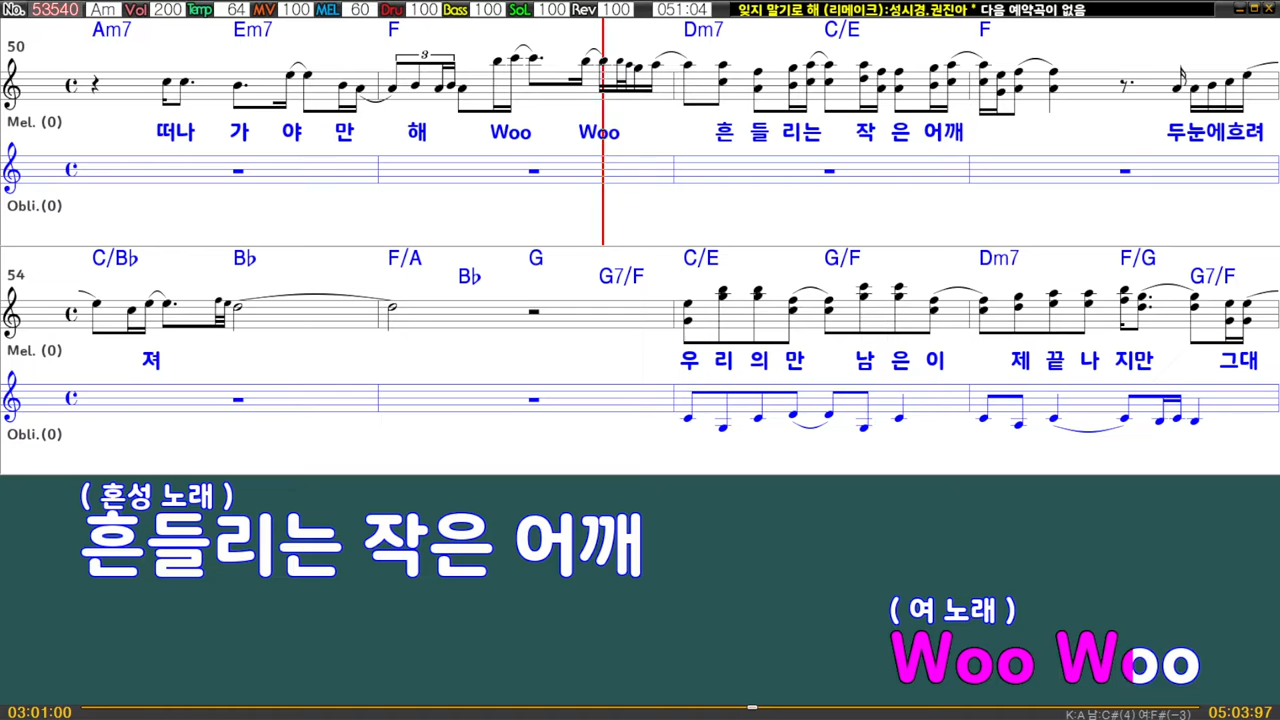 No. 53540 Am Vol 200 Temp 64 MV 100 MEL 60 Dru 100 Bass 100 SoL 100 Rev 100 051:04 잊지 말기로 해 (리메이크):성시경.권진아 * 다음 예약곡이 없음
Am7 Em7 F Dm7 C/E F
50
3
Mel. (0)
떠나 가 야 만 해 Woo Woo 흔 들 리는 작 은 어깨 두눈에흐려
Obli.(0)
C/B♭ B♭ F/A B♭ G G7/F C/E G/F Dm7 F/G G7/F
54
Mel. (0)
져 우 리 의 만 남 은 이 제 끝 나 지만 그대
Obli.(0)
( 혼성 노래 )
흔들리는 작은 어깨
( 여 노래 )
Woo Woo
03:01:00 K:A 남:C#(4) 여:F#(-3) 05:03:97